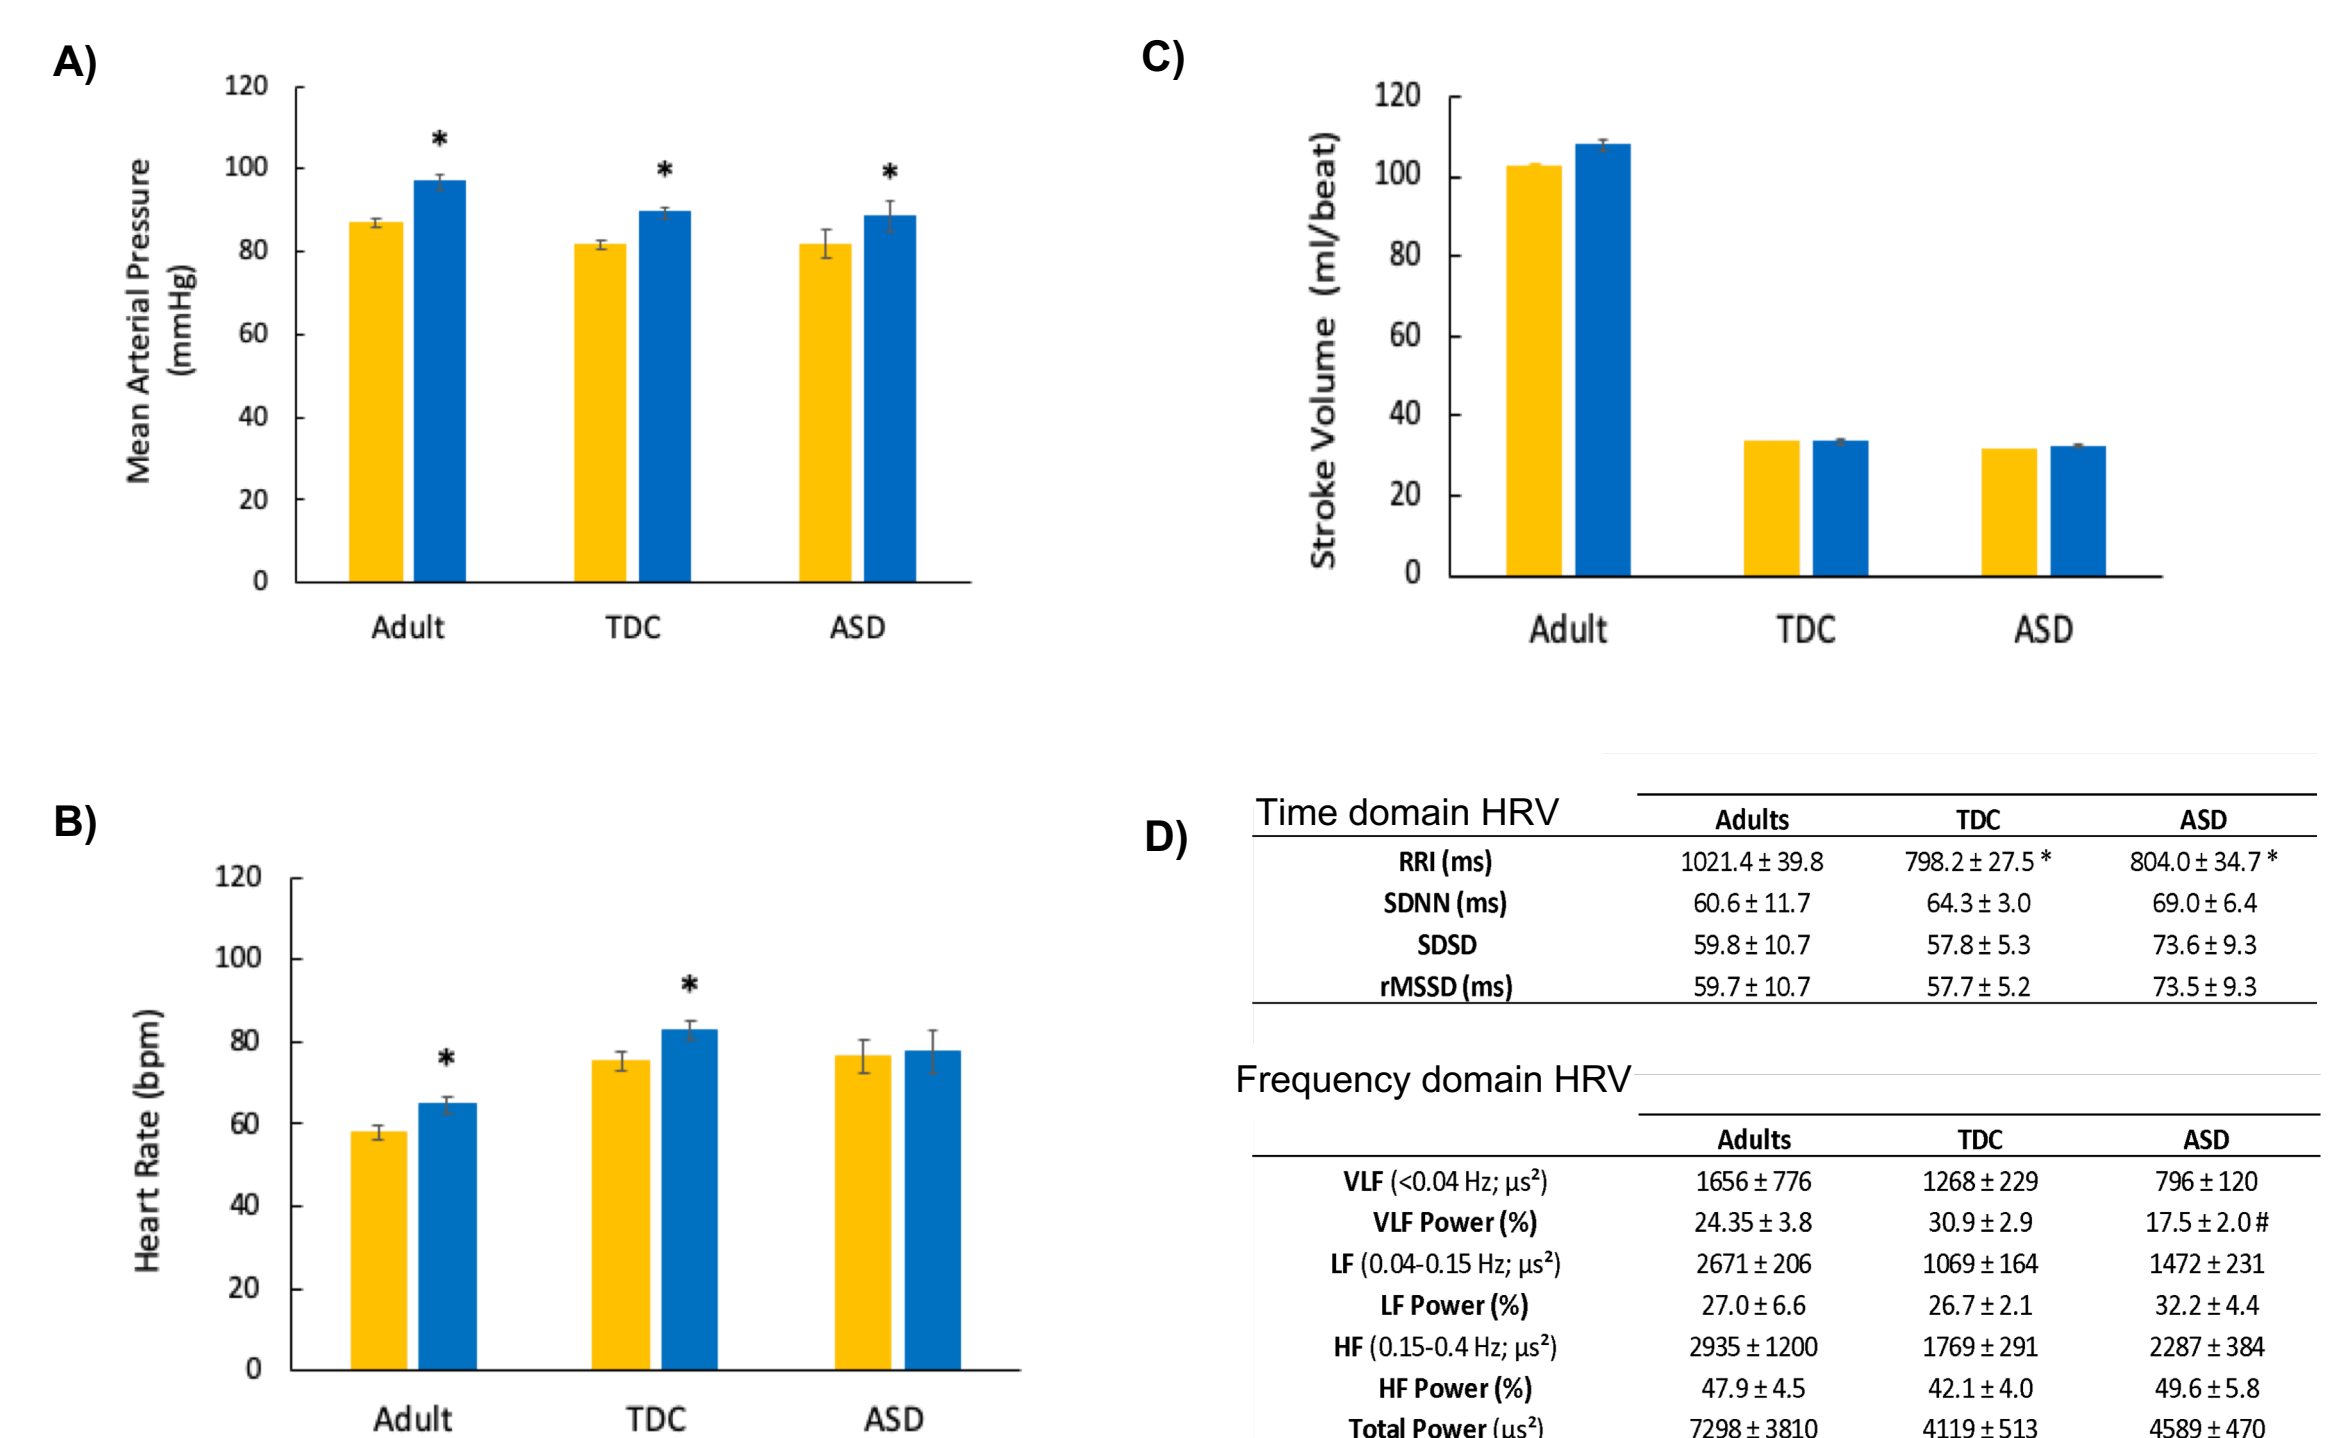 A)
120
100
80
60
40
20
0
Mean Arterial Pressure
(mmHg)
* * *
Adult TDC ASD
B)
120
100
80
60
40
20
0
Heart Rate (bpm)
* *
Adult TDC ASD
C)
120
100
80
60
40
20
0
Stroke Volume (ml/beat)
Adult TDC ASD
D)
Time domain HRV Adults TDC ASD
RRI (ms) 1021.4 ± 39.8 798.2 ± 27.5 * 804.0 ± 34.7 *
SDNN (ms) 60.6 ± 11.7 64.3 ± 3.0 69.0 ± 6.4
SDSD 59.8 ± 10.7 57.8 ± 5.3 73.6 ± 9.3
rMSSD (ms) 59.7 ± 10.7 57.7 ± 5.2 73.5 ± 9.3
Frequency domain HRV
Adults TDC ASD
VLF (<0.04 Hz; µs²) 1656 ± 776 1268 ± 229 796 ± 120
VLF Power (%) 24.35 ± 3.8 30.9 ± 2.9 17.5 ± 2.0 #
LF (0.04-0.15 Hz; µs²) 2671 ± 206 1069 ± 164 1472 ± 231
LF Power (%) 27.0 ± 6.6 26.7 ± 2.1 32.2 ± 4.4
HF (0.15-0.4 Hz; µs²) 2935 ± 1200 1769 ± 291 2287 ± 384
HF Power (%) 47.9 ± 4.5 42.1 ± 4.0 49.6 ± 5.8
Total Power (µs²) 7298 ± 3810 4119 ± 513 4589 ± 470